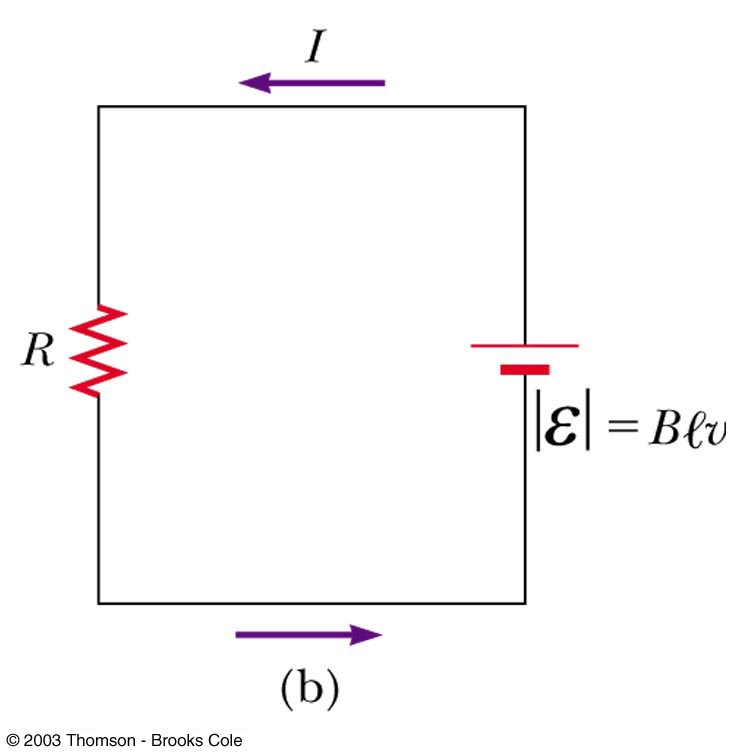 I
R
|ε| = Bℓv
(b)
© 2003 Thomson - Brooks Cole